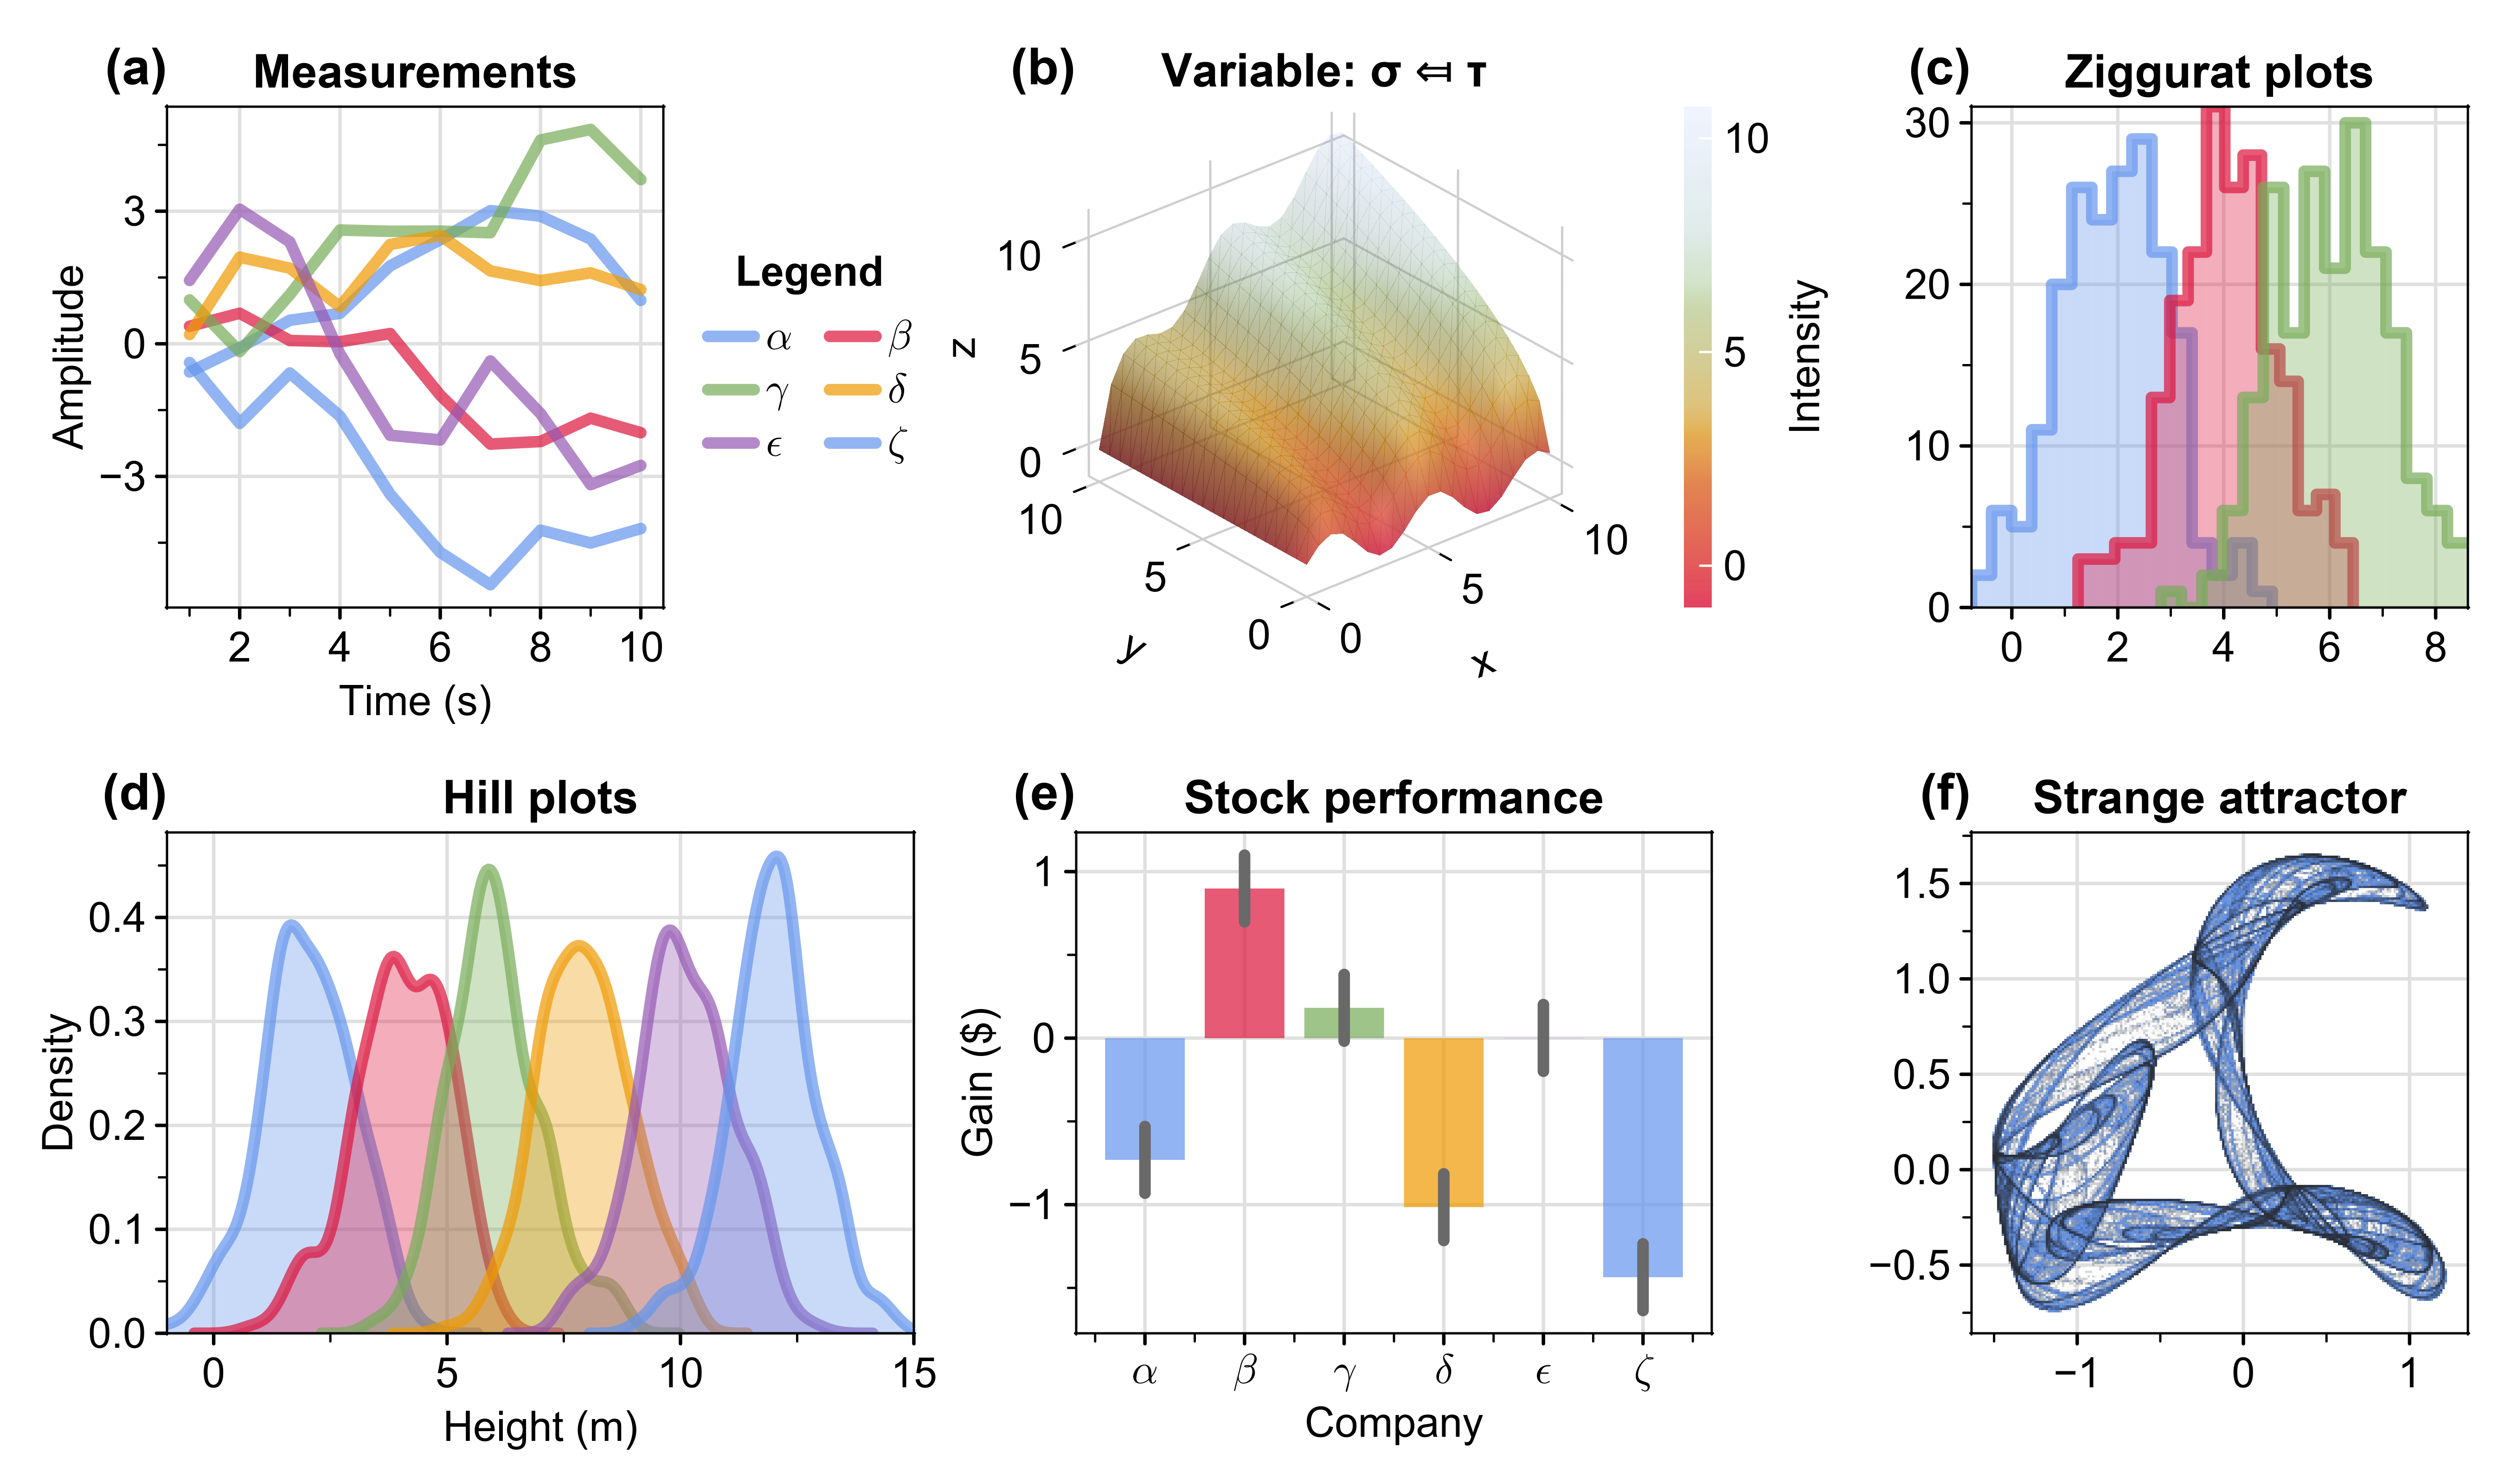 (a) Measurements
Amplitude
3
0
−3
2 4 6 8 10
Time (s)
Legend
α β
γ δ
ϵ ζ
(b) Variable: σ ⤆ τ
z
10
5
0
10
5
0
y
0
5
10
x
10
5
0
Intensity
(c) Ziggurat plots
30
20
10
0
0 2 4 6 8
(d) Hill plots
Density
0.4
0.3
0.2
0.1
0.0
0 5 10 15
Height (m)
(e) Stock performance
Gain ($)
1
0
−1
α β γ δ ϵ ζ
Company
(f) Strange attractor
1.5
1.0
0.5
0.0
−0.5
−1 0 1